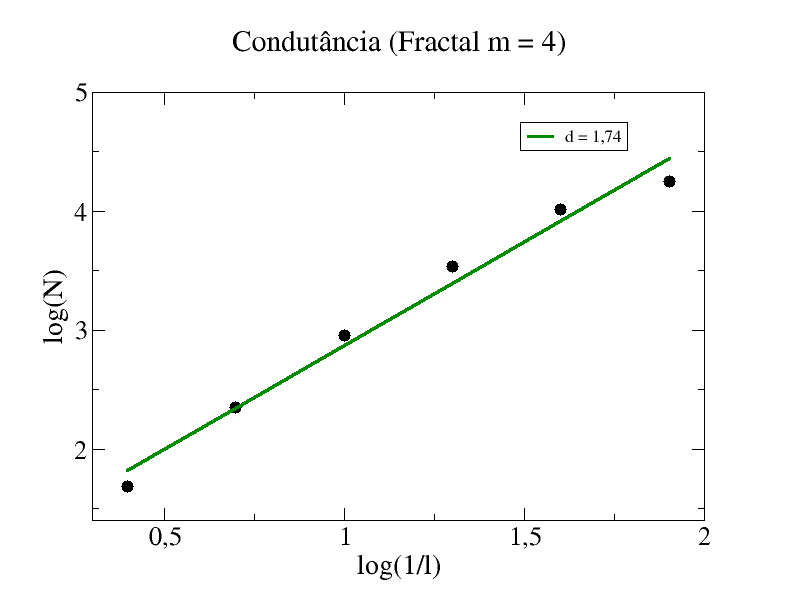 Condutância (Fractal m = 4)
5
d = 1,74
4
log(N)
3
2
0,5
1
1,5
2
log(1/l)